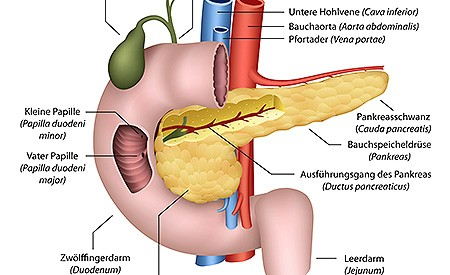 Untere Hohlvene (Cava inferior)
Bauchaorta (Aorta abdominalis)
Pfortader (Vena portae)
Kleine Papille
(Papilla duodeni
minor)
Vater Papille
(Papilla duodeni
major)
Pankreasschwanz
(Cauda pancreatis)
Bauchspeicheldrüse
(Pankreas)
Ausführungsgang des Pankreas
(Ductus pancreaticus)
Zwölffingerdarm
(Duodenum)
Leerdarm
(Jejunum)